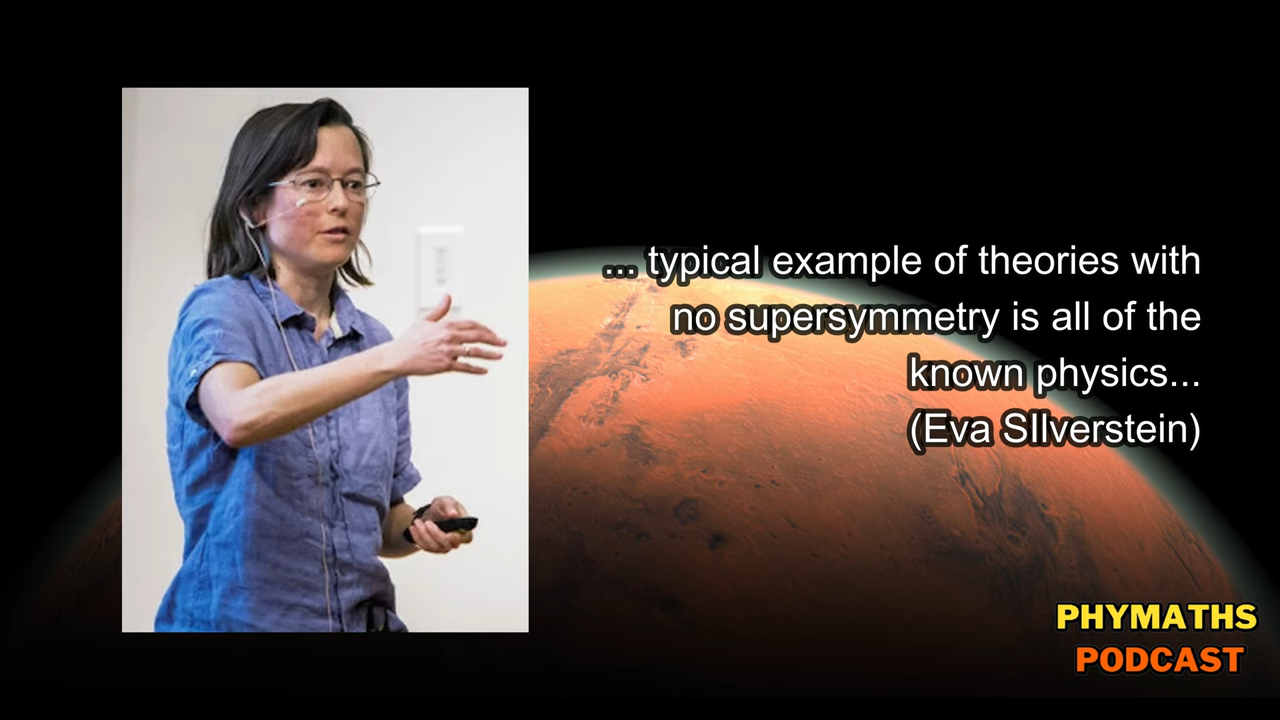 ... typical example of theories with
no supersymmetry is all of the
known physics...
(Eva SIlverstein)
PHYMATHS
PODCAST